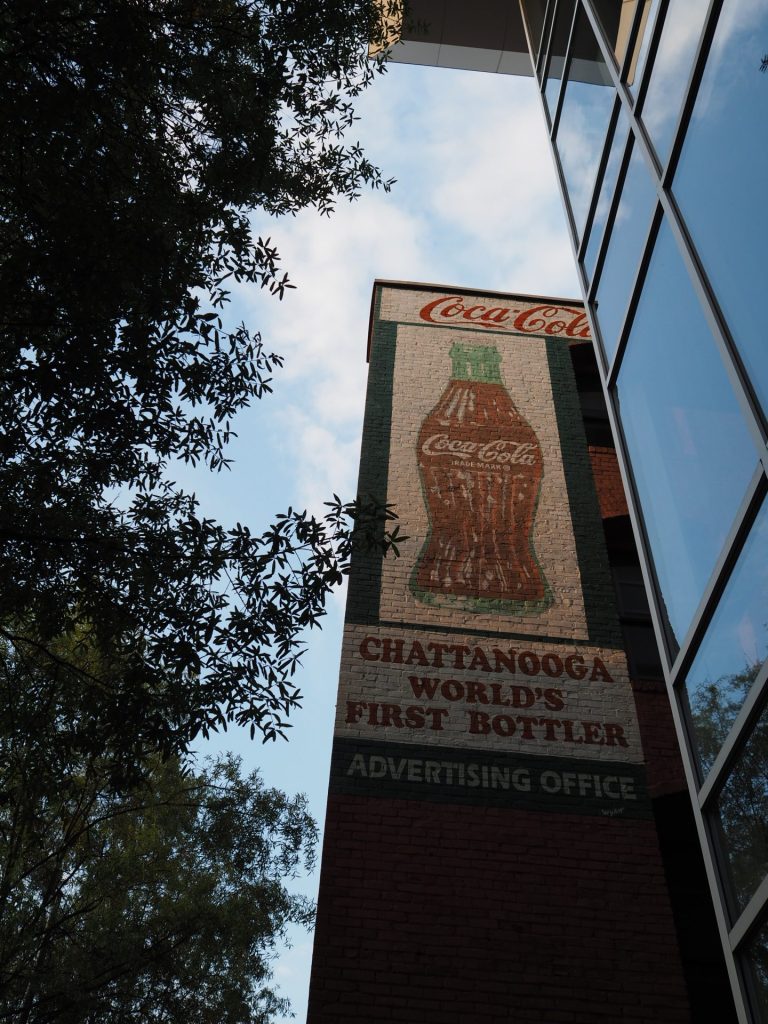 Coca-Cola
Coca-Cola
TRADE-MARK®
CHATTANOOGA
WORLD'S
FIRST BOTTLER
ADVERTISING OFFICE